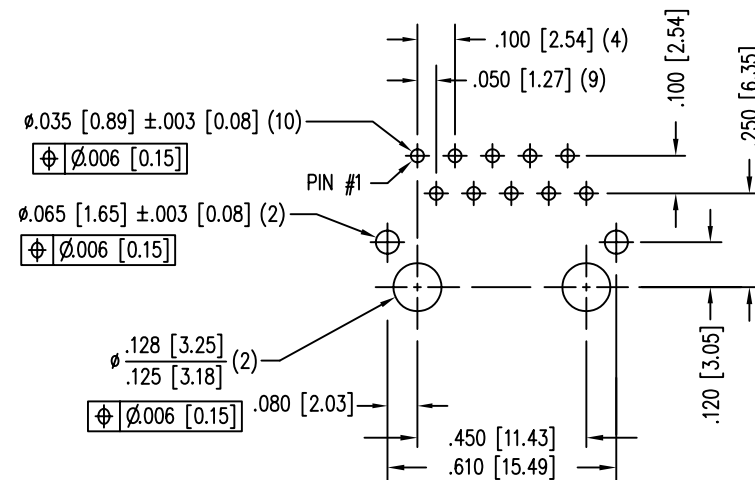 .100 [2.54] (4)
.050 [1.27] (9)
.100 [2.54]
.250 [6.35]
ø.035 [0.89] ±.003 [0.08] (10)
⌖ Ø.006 [0.15]
PIN #1
ø.065 [1.65] ±.003 [0.08] (2)
⌖ Ø.006 [0.15]
ø .128 [3.25]
.125 [3.18] (2)
⌖ Ø.006 [0.15]
.080 [2.03]
.120 [3.05]
.450 [11.43]
.610 [15.49]